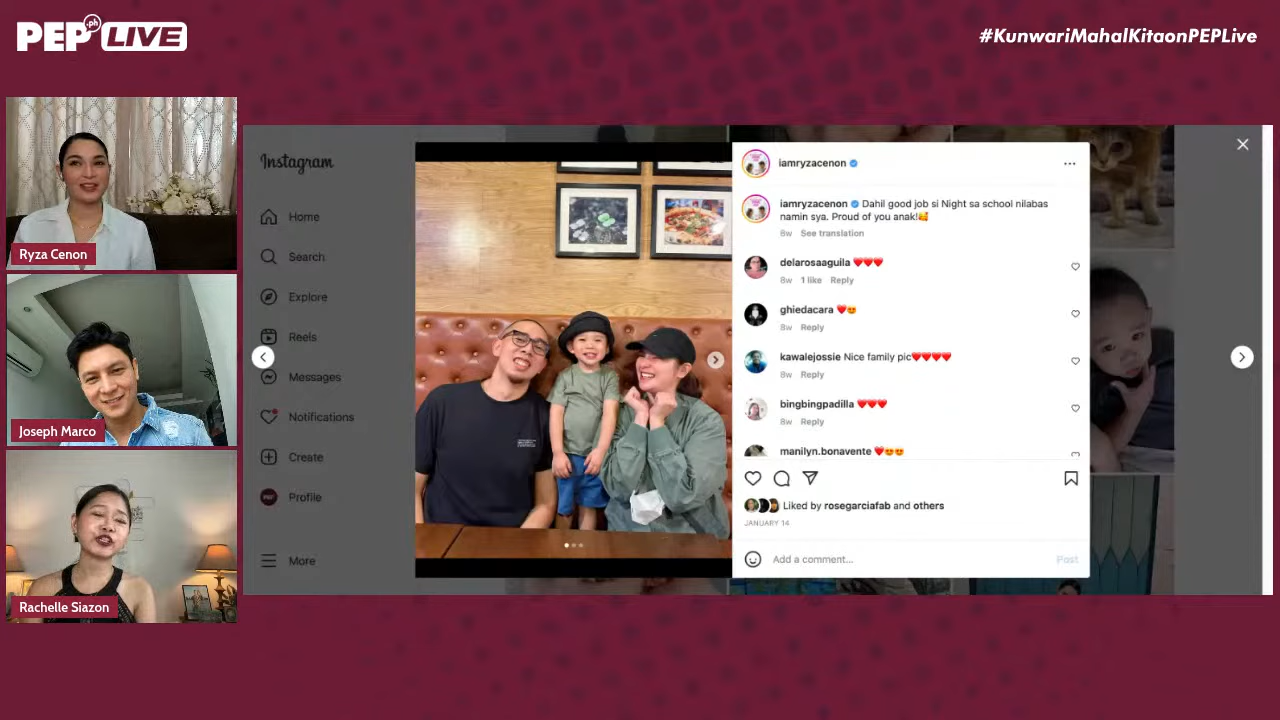 PEP.ph LIVE
#KunwariMahalKitaonPEPLive
Ryza Cenon
Joseph Marco
Rachelle Siazon
Instagram
Home
Search
Explore
Reels
Messages
Notifications
Create
PEP Profile
More
iamryzacenon
iamryzacenon Dahil good job si Night sa school nilabas
namin sya. Proud of you anak!🥰
8w See translation
delarosaaguila ❤️❤️❤️
8w 1 like Reply
ghiedacara ❤️😍
8w Reply
kawalejossie Nice family pic❤️❤️❤️❤️
8w Reply
bingbingpadilla ❤️❤️❤️
8w Reply
manilyn.bonavente ❤️😍😍
Liked by rosegarciafab and others
JANUARY 14
Add a comment...
Post